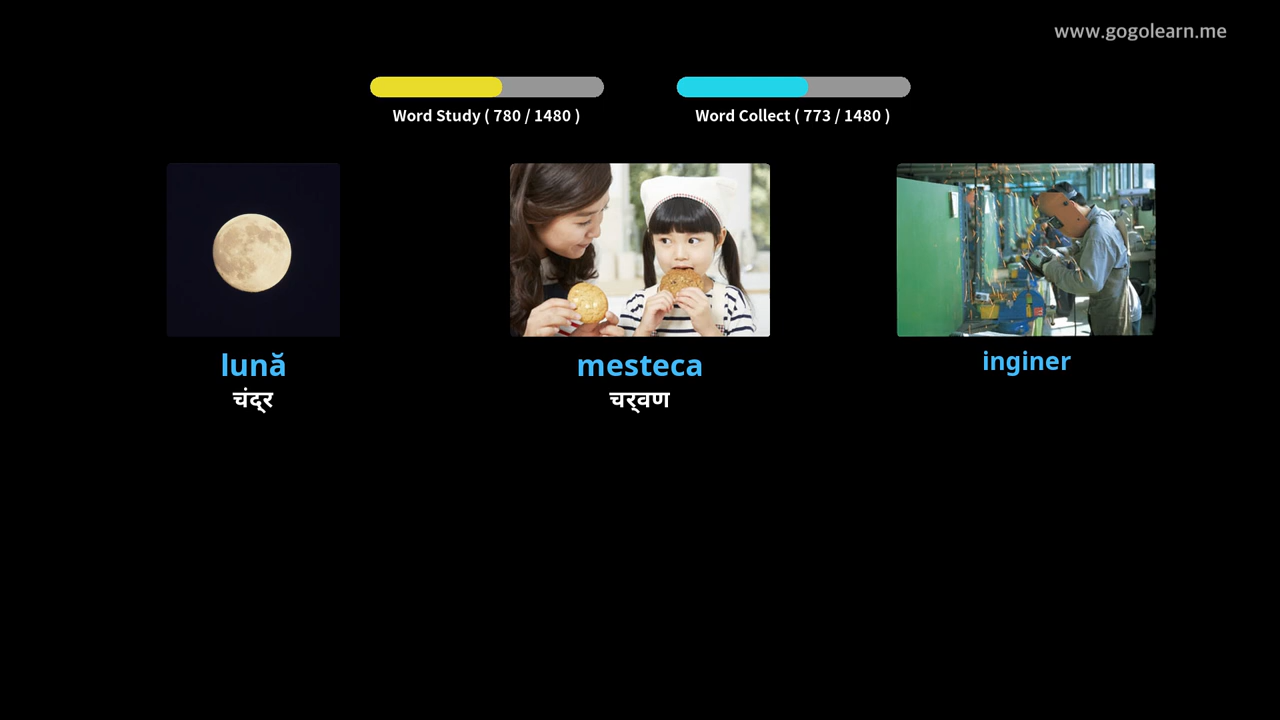 www.gogolearn.me
Word Study ( 780 / 1480 )
Word Collect ( 773 / 1480 )
lună
चंद्र
mesteca
चर्वण
inginer